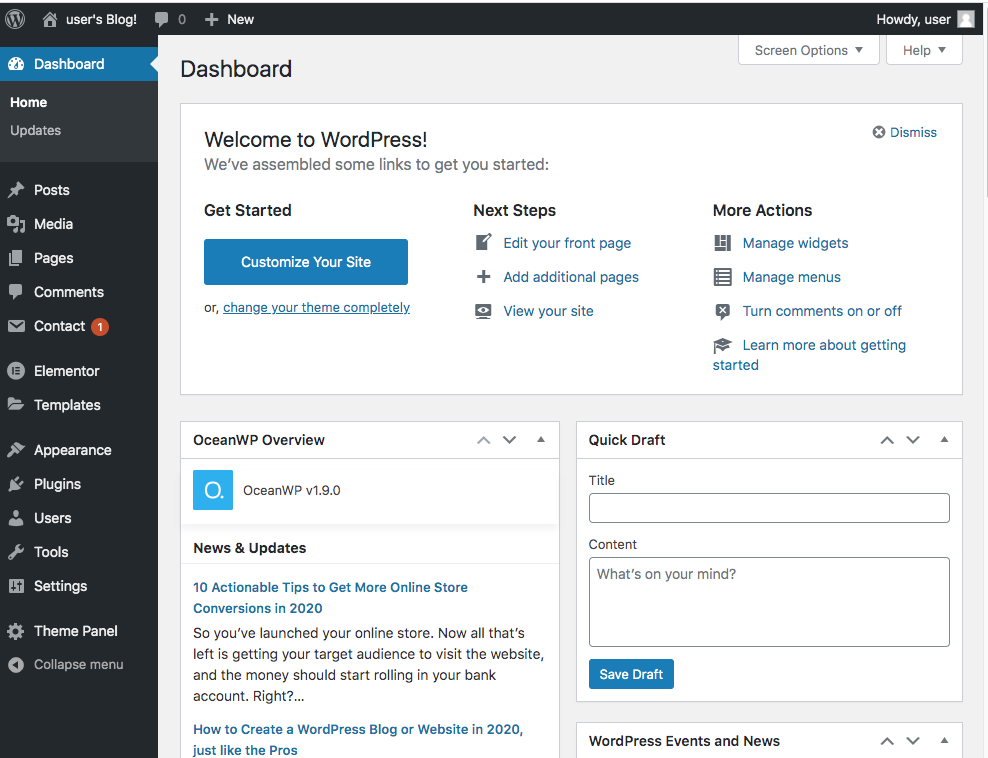 user's Blog! 0 New Howdy, user
Dashboard
Home
Updates
Posts
Media
Pages
Comments
Contact 1
Elementor
Templates
Appearance
Plugins
Users
Tools
Settings
Theme Panel
Collapse menu
Screen Options Help
Dashboard
Welcome to WordPress!
Dismiss
We've assembled some links to get you started:
Get Started
Customize Your Site
or, change your theme completely
Next Steps
Edit your front page
Add additional pages
View your site
More Actions
Manage widgets
Manage menus
Turn comments on or off
Learn more about getting
started
OceanWP Overview
O.
OceanWP v1.9.0
News & Updates
10 Actionable Tips to Get More Online Store
Conversions in 2020
So you've launched your online store. Now all that's
left is getting your target audience to visit the website,
and the money should start rolling in your bank
account. Right?...
How to Create a WordPress Blog or Website in 2020,
just like the Pros
Quick Draft
Title
Content
What's on your mind?
Save Draft
WordPress Events and News